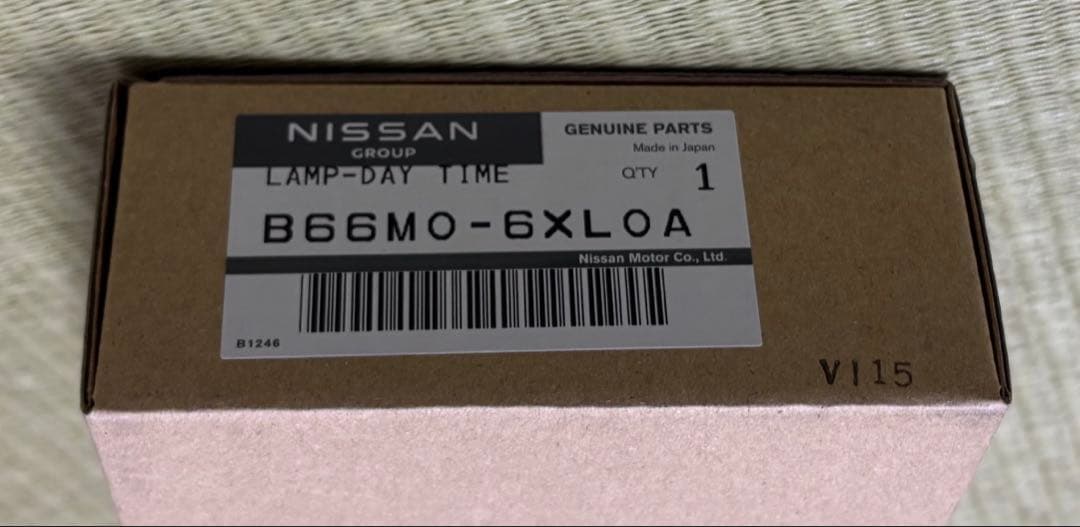 NISSAN
GROUP
GENUINE PARTS
Made in Japan
LAMP-DAY TIME
Q'TY 1
B66M0-6XL0A
Nissan Motor Co., Ltd.
B1246
V115